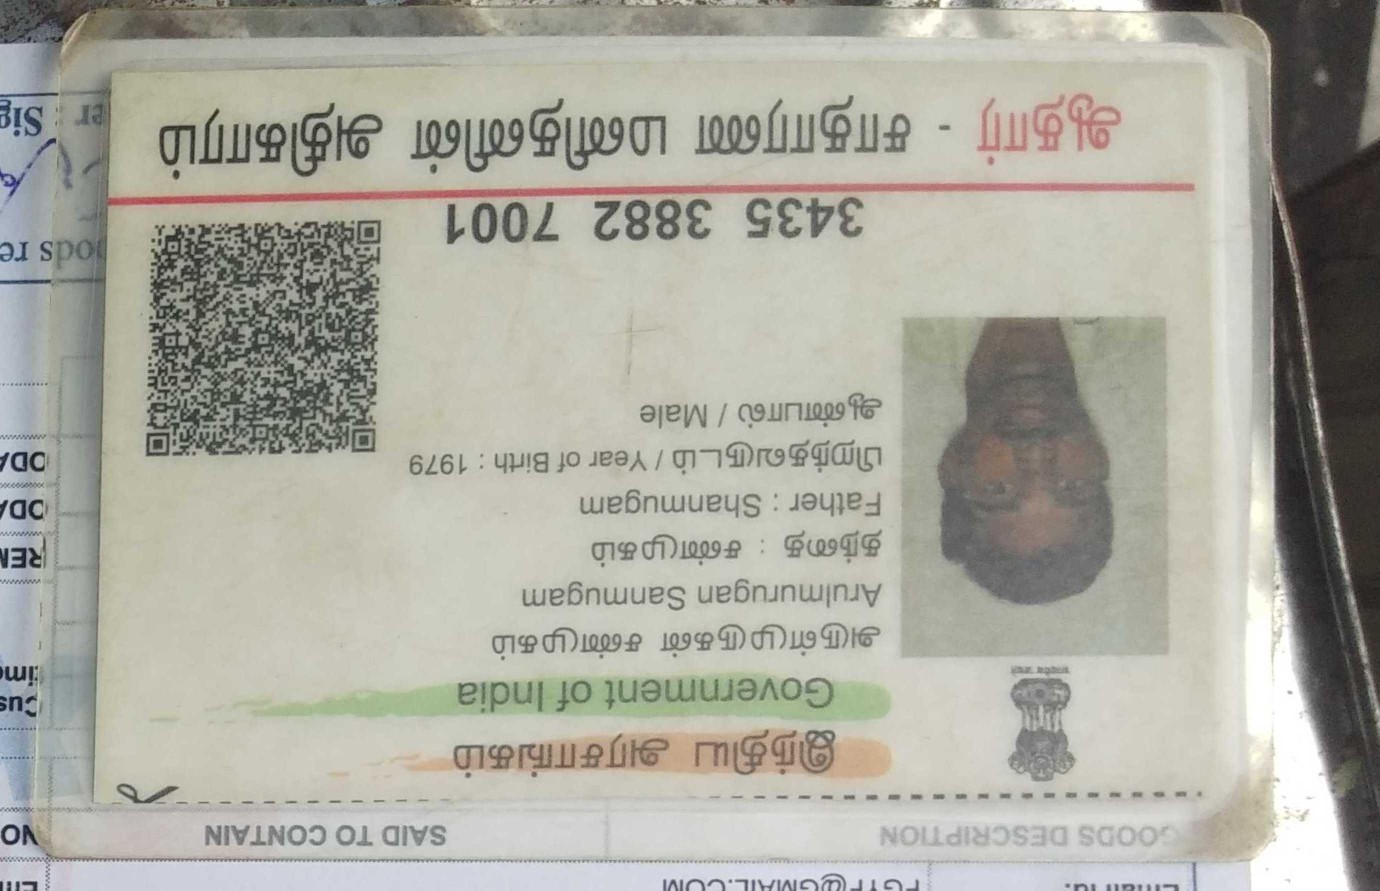 GOODS DESCRIPTION SAID TO CONTAIN
இந்திய அரசாங்கம்
Government of India
அருள்முருகன் சண்முகம்
Arulmurugan Sanmugam
தந்தை : சண்முகம்
Father : Shanmugam
பிறந்தவருடம் / Year of Birth : 1979
ஆண்பால் / Male
3435 3882 7001
ஆதார் - சாதாரண மனிதனின் அதிகாரம்